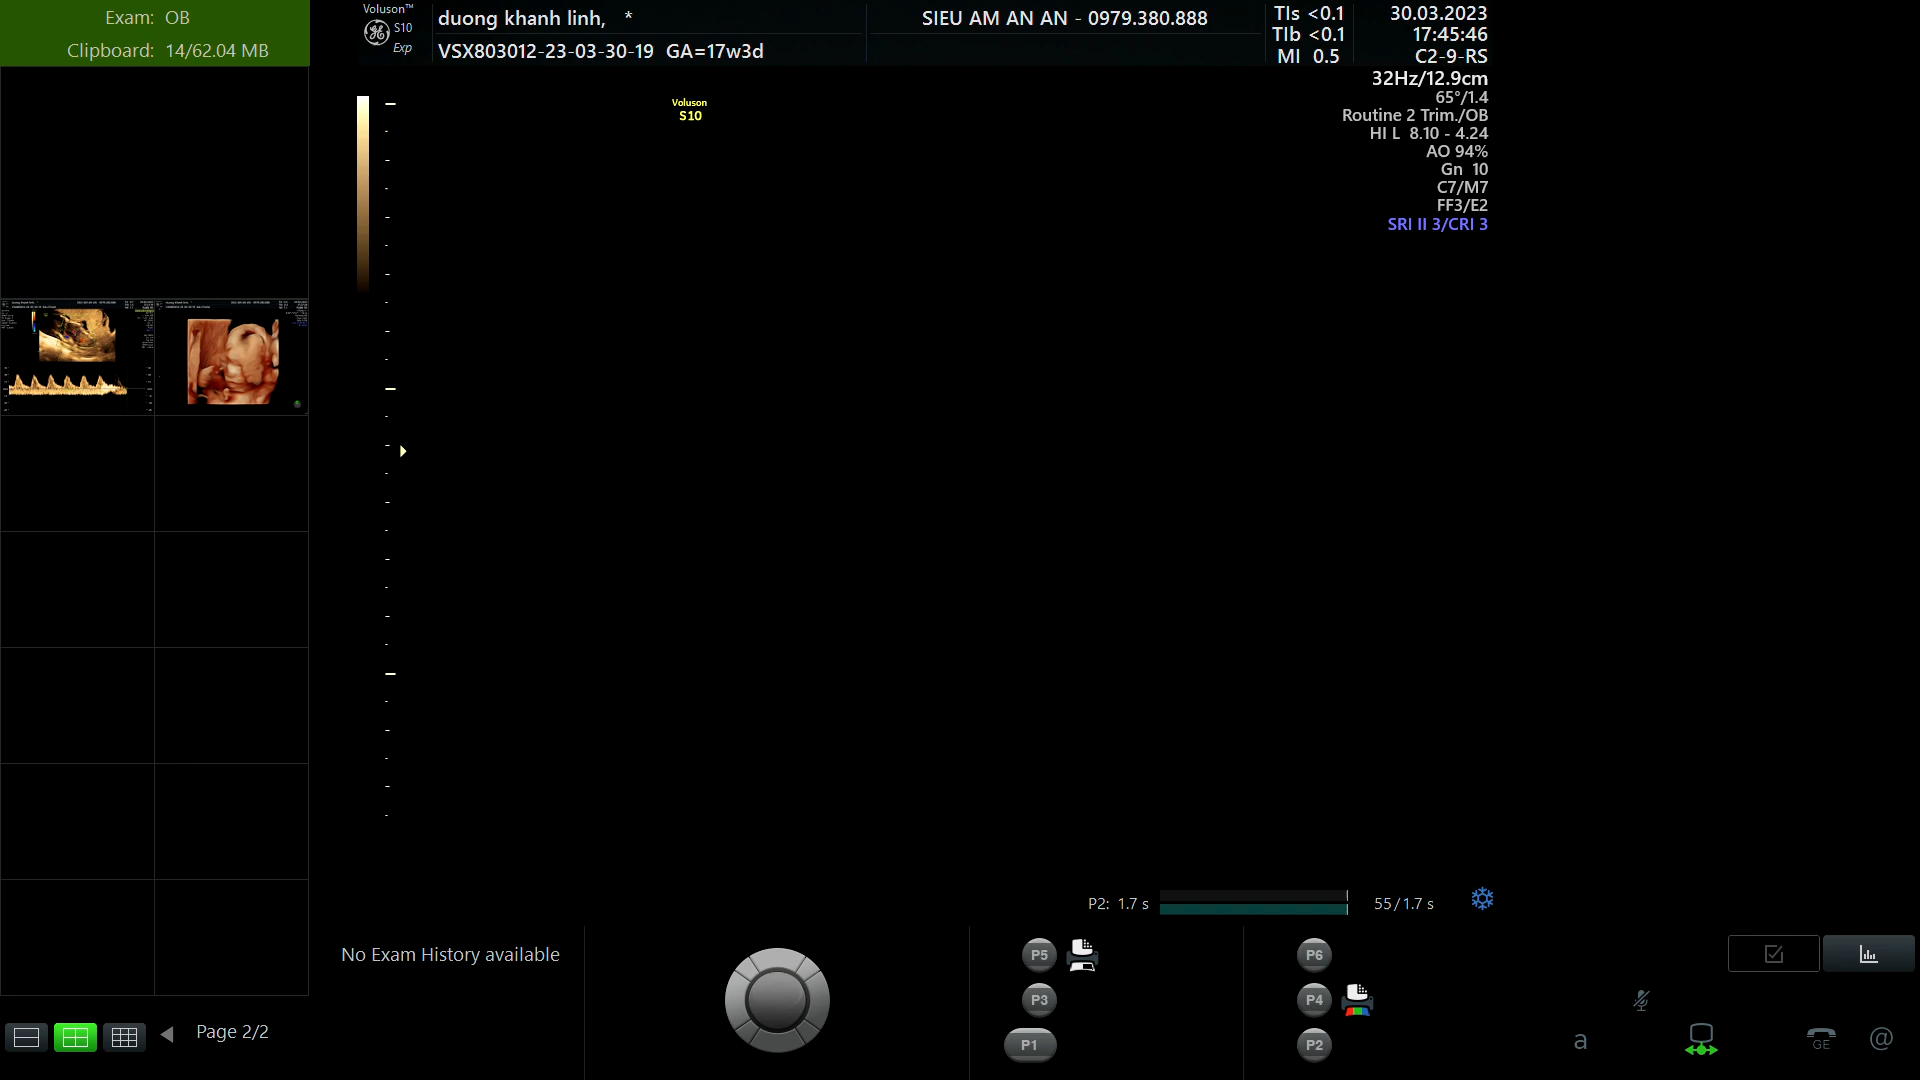 Exam: OB
Clipboard: 14/62.04 MB
Voluson™
S10
Exp
duong khanh linh, *
VSX803012-23-03-30-19 GA=17w3d
SIEU AM AN AN - 0979.380.888
TIs <0.1
TIb <0.1
MI 0.5
30.03.2023
17:45:46
C2-9-RS
32Hz/12.9cm
65°/1.4
Routine 2 Trim./OB
HI L 8.10 - 4.24
AO 94%
Gn 10
C7/M7
FF3/E2
SRI II 3/CRI 3
Voluson
S10
P2: 1.7 s
55/1.7 s
No Exam History available
P5
P3
P1
P6
P4
P2
a
GE
@
Page 2/2